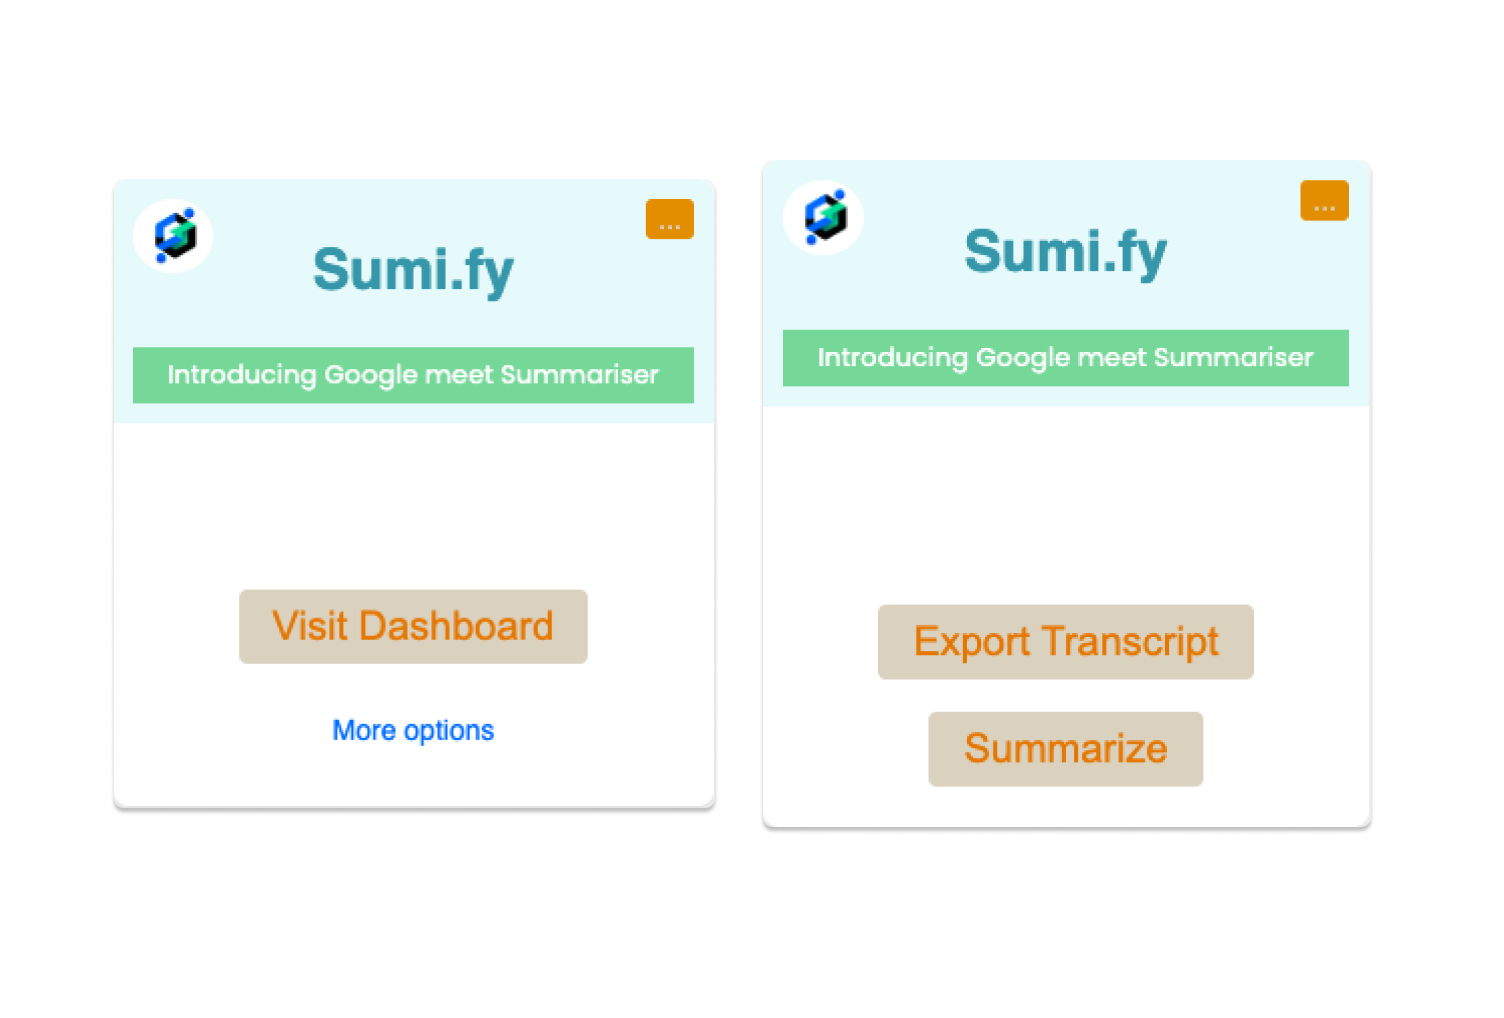 ...
Sumi.fy
Introducing Google meet Summariser
Visit Dashboard
More options
...
Sumi.fy
Introducing Google meet Summariser
Export Transcript
Summarize